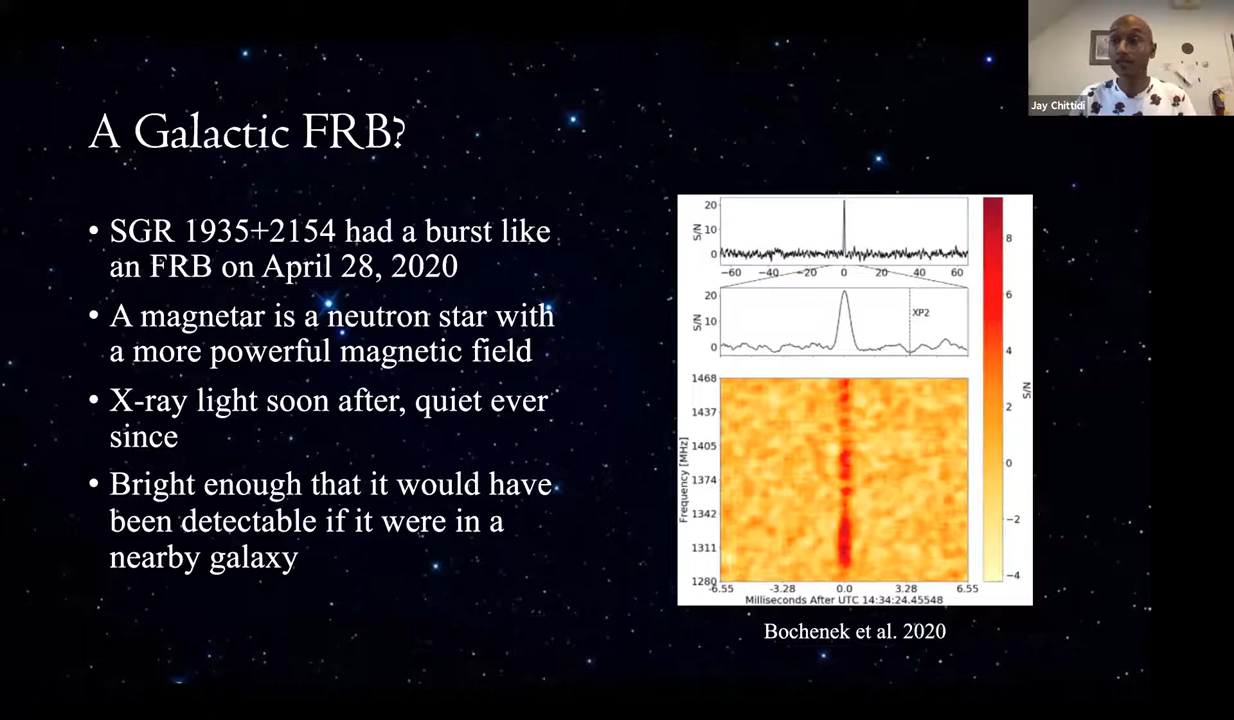 Jay Chittidi
A Galactic FRB?
• SGR 1935+2154 had a burst like
an FRB on April 28, 2020
• A magnetar is a neutron star with
a more powerful magnetic field
• X-ray light soon after, quiet ever
since
• Bright enough that it would have
been detectable if it were in a
nearby galaxy
20
10
0
S/N
−60 −40 −20 0 20 40 60
20
10
0
S/N
XP2
1468
1437
1405
1374
1342
1311
1280
Frequency [MHz]
-6.55 -3.28 0.0 3.28 6.55
Milliseconds After UTC 14:34:24.45548
8
6
4
2
0
−2
−4
S/N
Bochenek et al. 2020